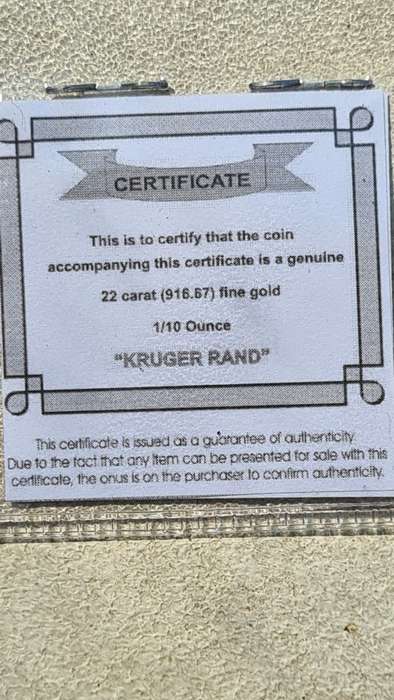 CERTIFICATE
This is to certify that the coin
accompanying this certificate is a genuine
22 carat (916.67) fine gold
1/10 Ounce
"KRUGER RAND"
This certificate is issued as a guarantee of authenticity
Due to the fact that any item can be presented for sale with this
certificate, the onus is on the purchaser to confirm authenticity.